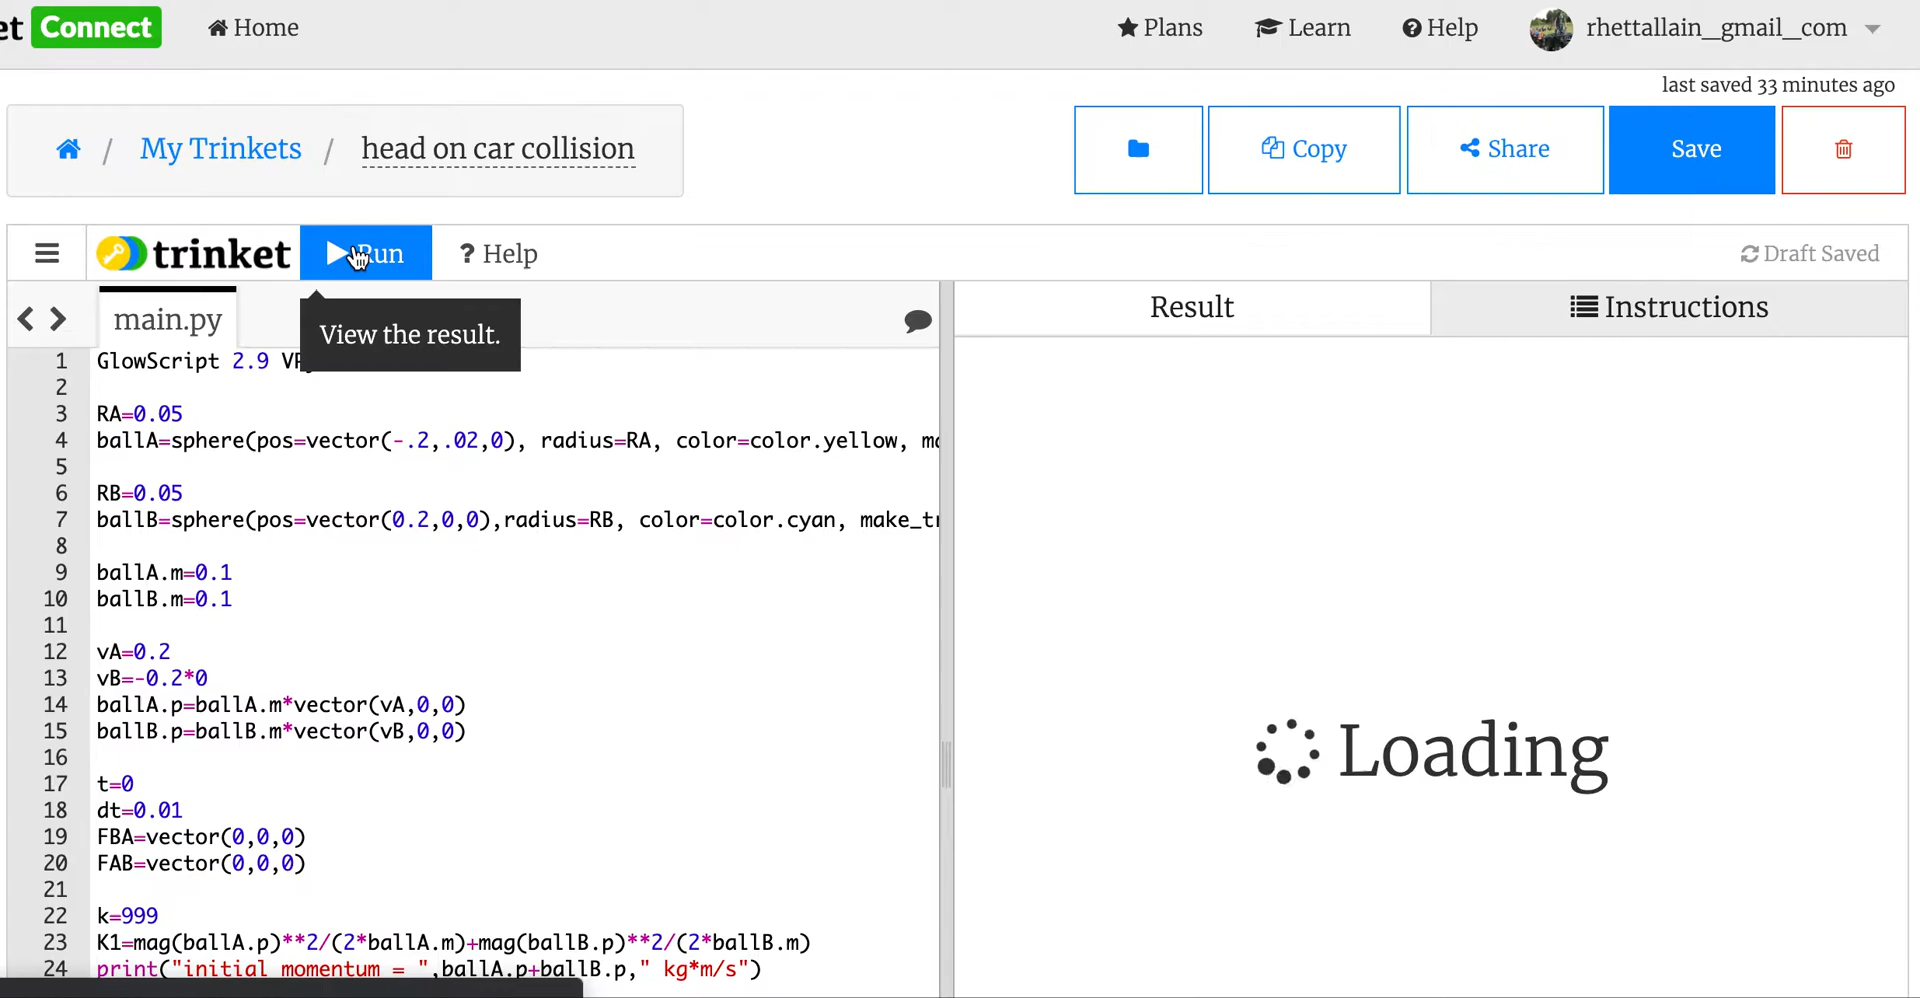 et Connect Home Plans Learn Help rhettallain_gmail_com
last saved 33 minutes ago
/ My Trinkets / head on car collision Copy Share Save
trinket Run ? Help Draft Saved
main.py Result Instructions
View the result.
1 GlowScript 2.9 VP
2
3 RA=0.05
4 ballA=sphere(pos=vector(-.2,.02,0), radius=RA, color=color.yellow, ma
5
6 RB=0.05
7 ballB=sphere(pos=vector(0.2,0,0),radius=RB, color=color.cyan, make_tr
8
9 ballA.m=0.1
10 ballB.m=0.1
11
12 vA=0.2
13 vB=-0.2*0
14 ballA.p=ballA.m*vector(vA,0,0)
15 ballB.p=ballB.m*vector(vB,0,0)
16
17 t=0
18 dt=0.01
19 FBA=vector(0,0,0)
20 FAB=vector(0,0,0)
21
22 k=999
23 K1=mag(ballA.p)**2/(2*ballA.m)+mag(ballB.p)**2/(2*ballB.m)
24 print("initial momentum = ",ballA.p+ballB.p," kg*m/s")
Loading